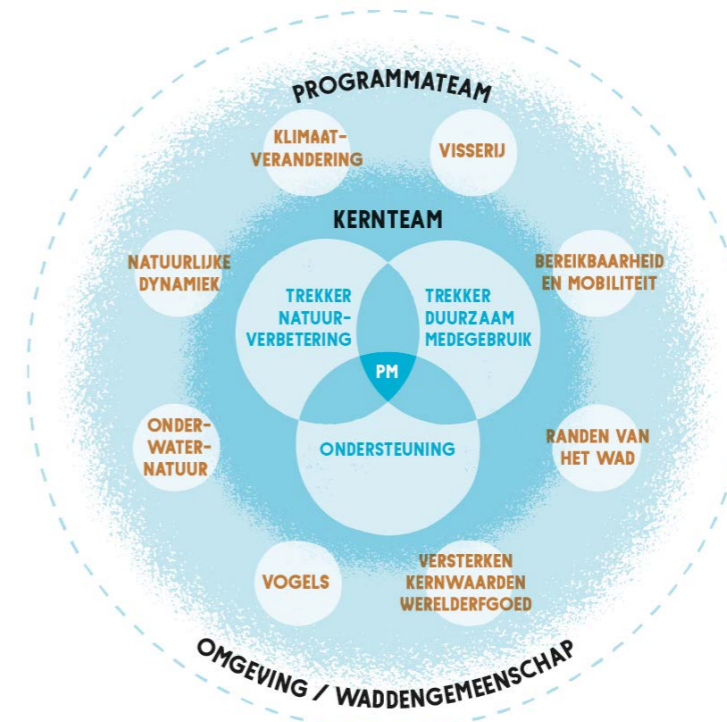 PROGRAMMATEAM
KLIMAAT-
VERANDERING
VISSERIJ
KERNTEAM
NATUURLIJKE
DYNAMIEK
BEREIKBAARHEID
EN MOBILITEIT
TREKKER
NATUUR-
VERBETERING
TREKKER
DUURZAAM
MEDEGEBRUIK
PM
ONDER-
WATER-
NATUUR
ONDERSTEUNING
RANDEN VAN
HET WAD
VOGELS
VERSTERKEN
KERNWAARDEN
WERELDERFGOED
OMGEVING / WADDENGEMEENSCHAP